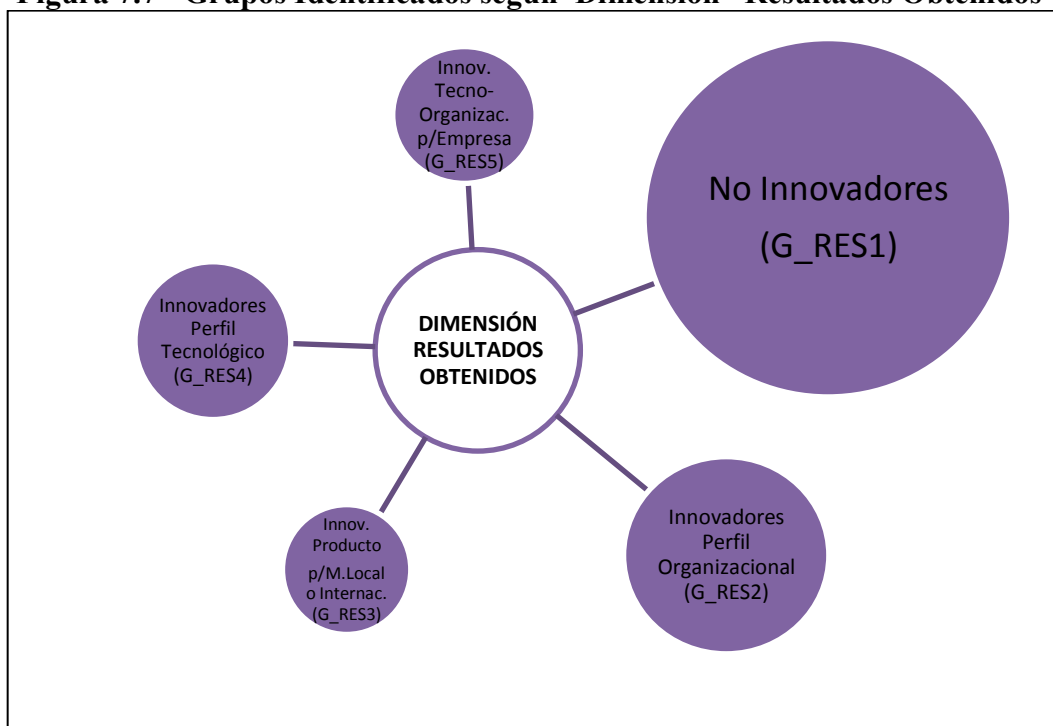 Figura 7.7 - Grupos Identificados según Dimensión - Resultados Obtenidos
Innov.
Tecno-
Organizac.
p/Empresa
(G_RES5)
No Innovadores
(G_RES1)
Innovadores
Perfil
Tecnológico
(G_RES4)
DIMENSIÓN
RESULTADOS
OBTENIDOS
Innov.
Producto
p/M.Local
o Internac.
(G_RES3)
Innovadores
Perfil
Organizacional
(G_RES2)